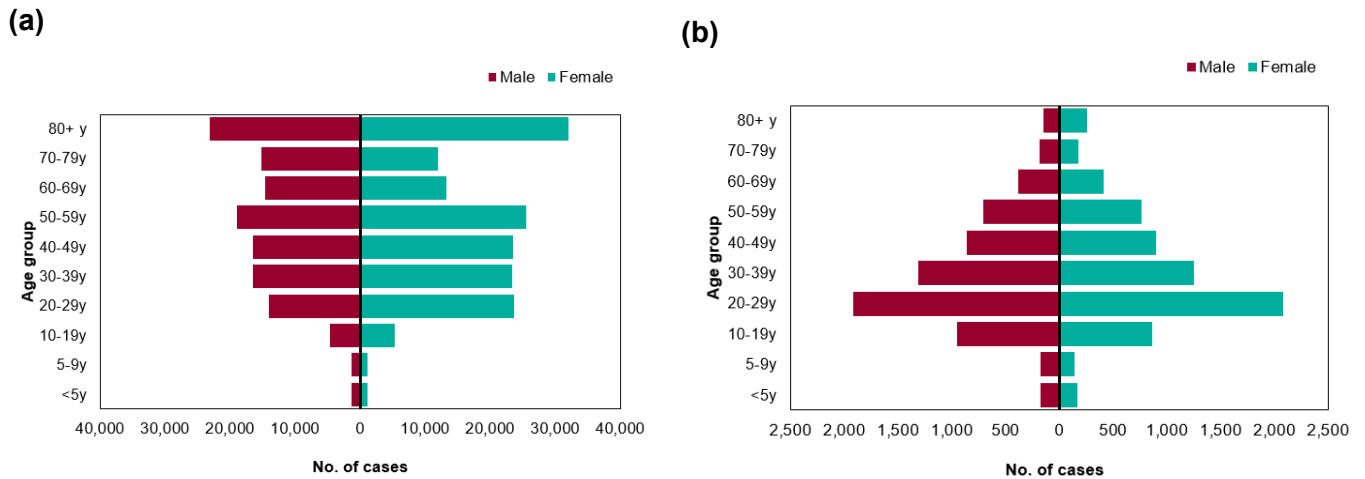 (a)
Male Female
Age group
80+ y
70-79y
60-69y
50-59y
40-49y
30-39y
20-29y
10-19y
5-9y
<5y
40,000 30,000 20,000 10,000 0 10,000 20,000 30,000 40,000
No. of cases
(b)
Male Female
Age group
80+ y
70-79y
60-69y
50-59y
40-49y
30-39y
20-29y
10-19y
5-9y
<5y
2,500 2,000 1,500 1,000 500 0 500 1,000 1,500 2,000 2,500
No. of cases